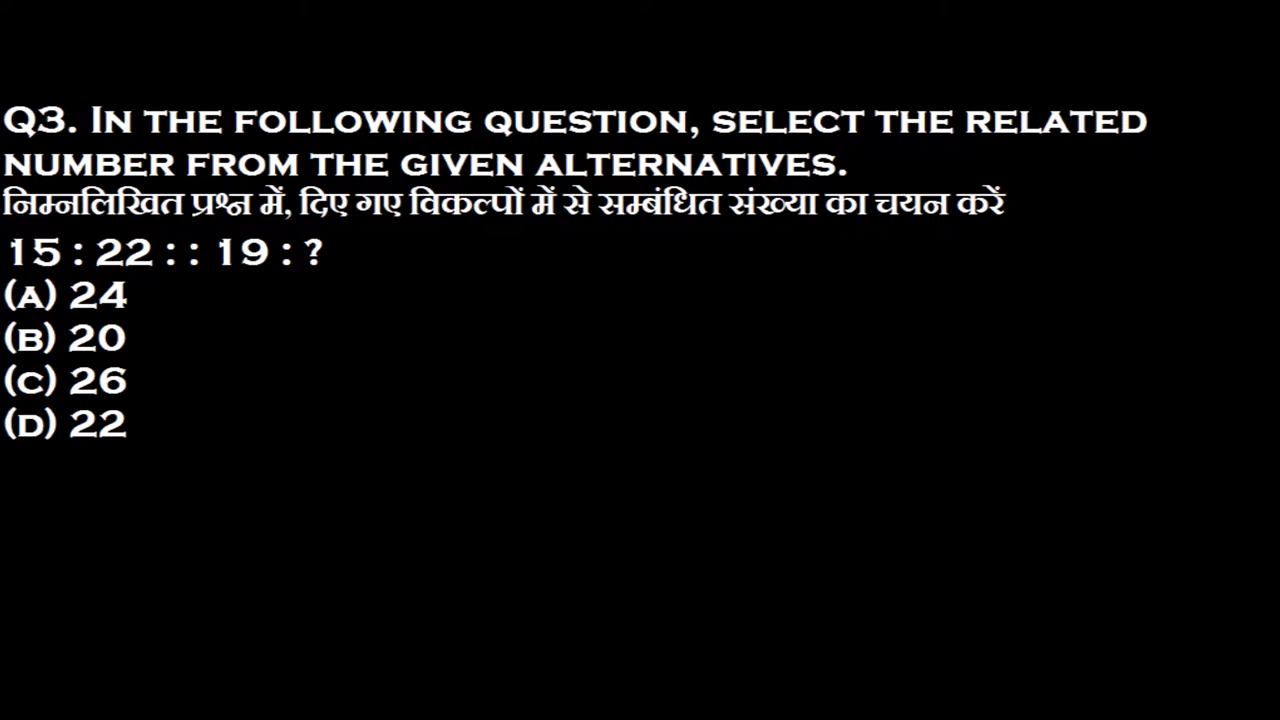 Q3. In the following question, select the related
number from the given alternatives.
निम्नलिखित प्रश्न में, दिए गए विकल्पों में से सम्बंधित संख्या का चयन करें
15 : 22 : : 19 : ?
(a) 24
(b) 20
(c) 26
(d) 22